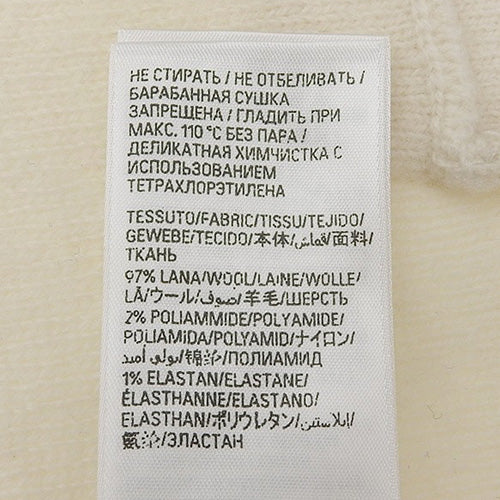 НЕ СТИРАТЬ / НЕ ОТБЕЛИВАТЬ /
БАРАБАННАЯ СУШКА
ЗАПРЕЩЕНА / ГЛАДИТЬ ПРИ
МАКС. 110 °C БЕЗ ПАРА /
ДЕЛИКАТНАЯ ХИМЧИСТКА С
ИСПОЛЬЗОВАНИЕМ
ТЕТРАХЛОРЭТИЛЕНА
TESSUTO/FABRIC/TISSU/TEJIDO/
GEWEBE/TECIDO/本体/قماش/面料/
ТКАНЬ
97% LANA/WOOL/LAINE/WOLLE/
LÃ/ウール/صوف/羊毛/ШЕРСТЬ
2% POLIAMMIDE/POLYAMIDE/
POLIAMIDA/POLYAMID/ナイロン/
بولي أميد/锦纶/ПОЛИАМИД
1% ELASTAN/ELASTANE/
ÉLASTHANNE/ELASTANO/
ELASTHAN/ポリウレタン/إيلاستين/
氨纶/ЭЛАСТАН